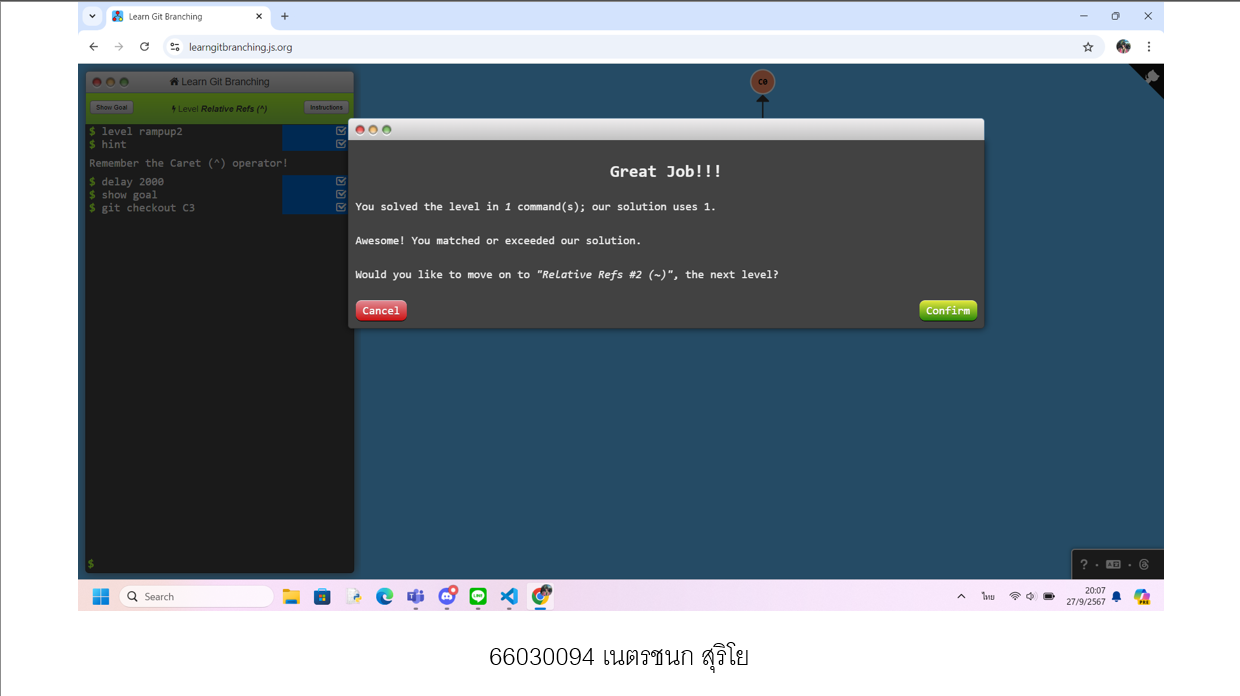 Learn Git Branching
learngitbranching.js.org
Learn Git Branching
Show Goal
Level Relative Refs (^)
Instructions
$ level rampup2
$ hint
Remember the Caret (^) operator!
$ delay 2000
$ show goal
$ git checkout C3
$
C0
Great Job!!!
You solved the level in 1 command(s); our solution uses 1.
Awesome! You matched or exceeded our solution.
Would you like to move on to "Relative Refs #2 (~)", the next level?
Cancel
Confirm
?
Search
ไทย
20:07
27/9/2567
66030094 เนตรชนก สุริโย